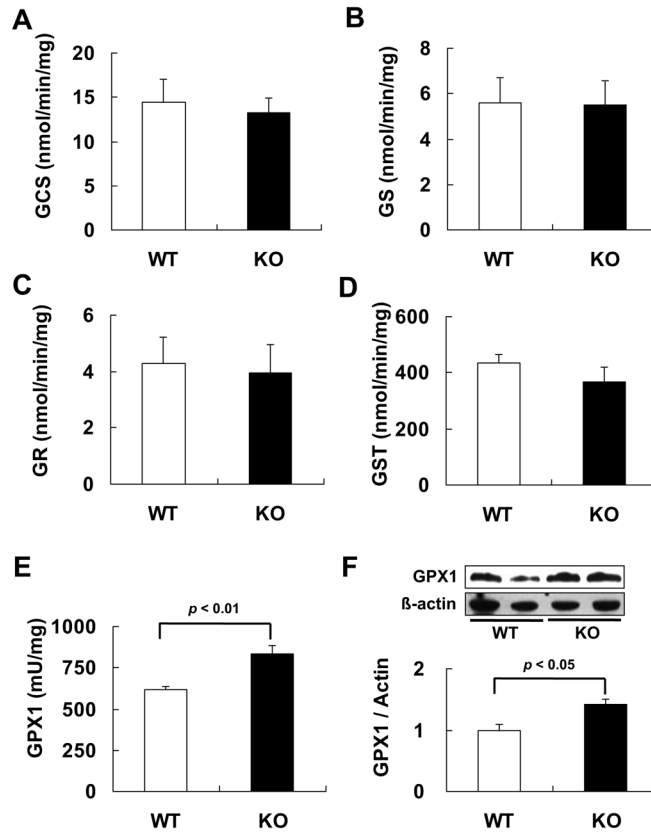 A
GCS (nmol/min/mg)
20
15
10
5
0
WT KO
B
GS (nmol/min/mg)
8
6
4
2
0
WT KO
C
GR (nmol/min/mg)
6
4
2
0
WT KO
D
GST (nmol/min/mg)
600
400
200
0
WT KO
E
GPX1 (mU/mg)
1000
750
500
250
0
p < 0.01
WT KO
F
GPX1
ß-actin
WT KO
GPX1 / Actin
2
1
0
p < 0.05
WT KO